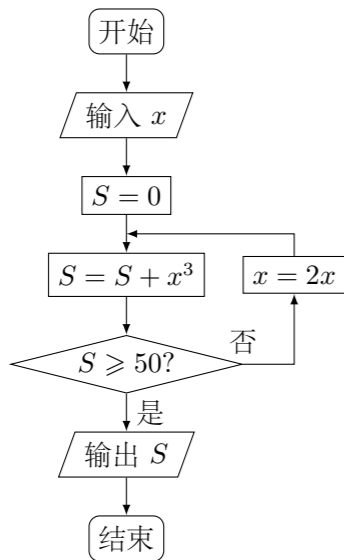 开始
输入 x
S = 0
S = S + x³
x = 2x
S ⩾ 50?
否
是
输出 S
结束